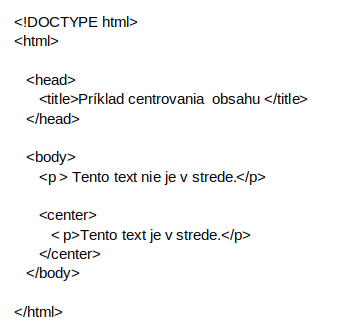 <!DOCTYPE html>
<html>
<head>
<title>Príklad centrovania  obsahu </title>
</head>
<body>
<p > Tento text nie je v strede.</p>
<center>
< p>Tento text je v strede.</p>
</center>
</body>
</html>